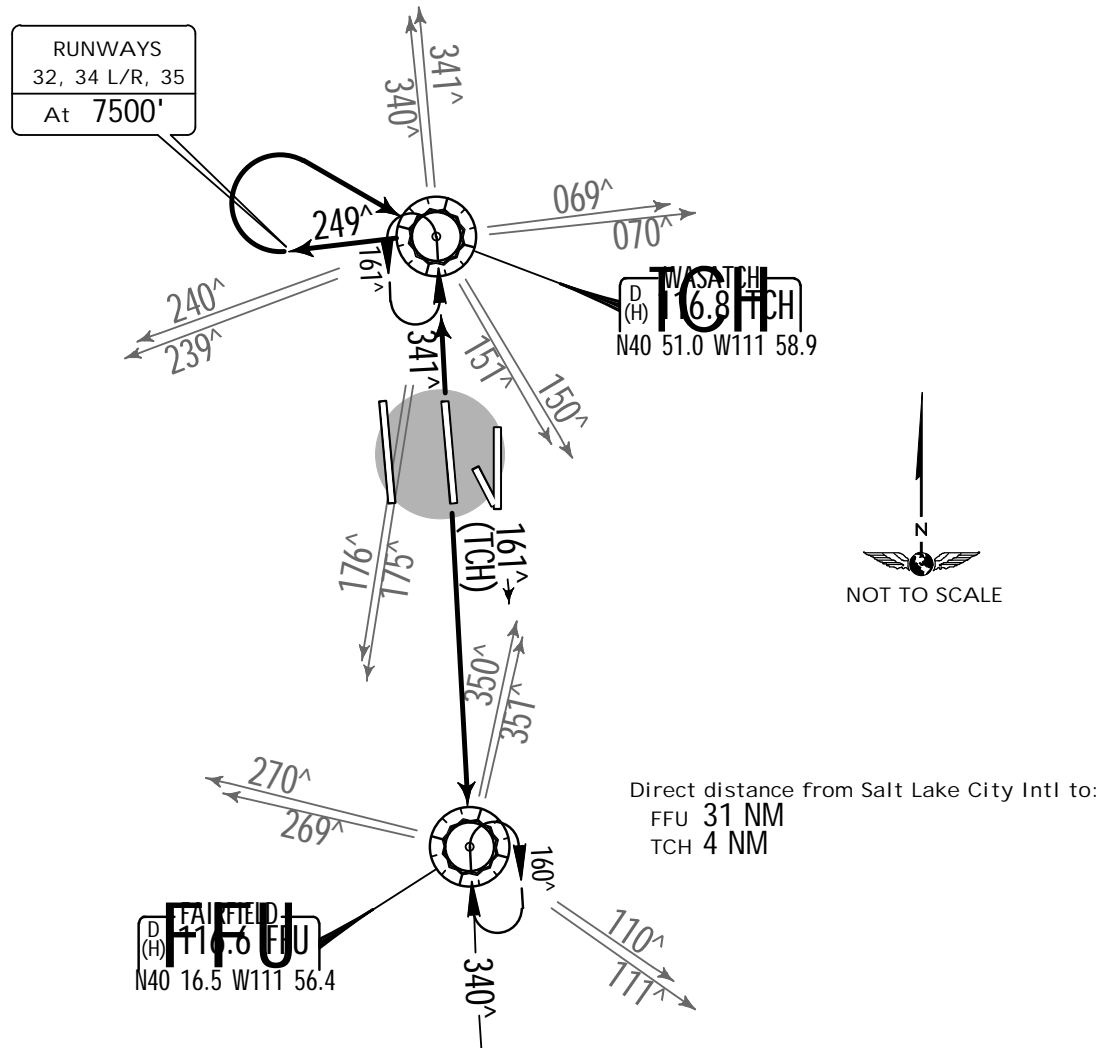 RUNWAYS
32, 34 L/R, 35
At 7500'
341^
340^
069^
070^
249^
161^
240^
239^
WASATCH
D
(H)
116.8 TCH
TCH
N40 51.0 W111 58.9
341^
151^
150^
176^
175^
161^
(TCH)
N
NOT TO SCALE
350^
351^
270^
269^
Direct distance from Salt Lake City Intl to:
FFU 31 NM
TCH 4 NM
160^
110^
111^
340^
FAIRFIELD
D
(H)
116.6 FFU
FFU
N40 16.5 W111 56.4